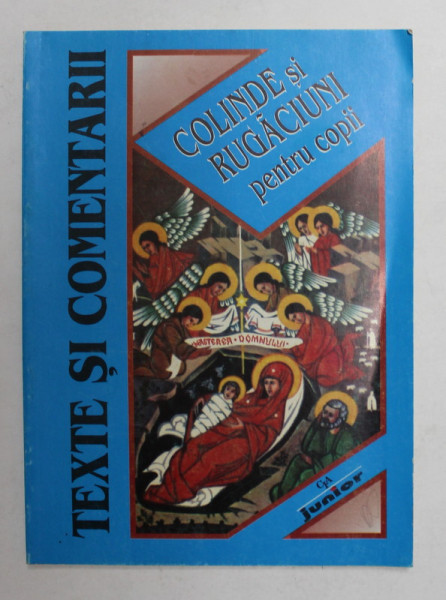 TEXTE ȘI COMENTARII
COLINDE și
RUGĂCIUNI
pentru copii
NAȘTEREA · DOMNULUI ·
junior